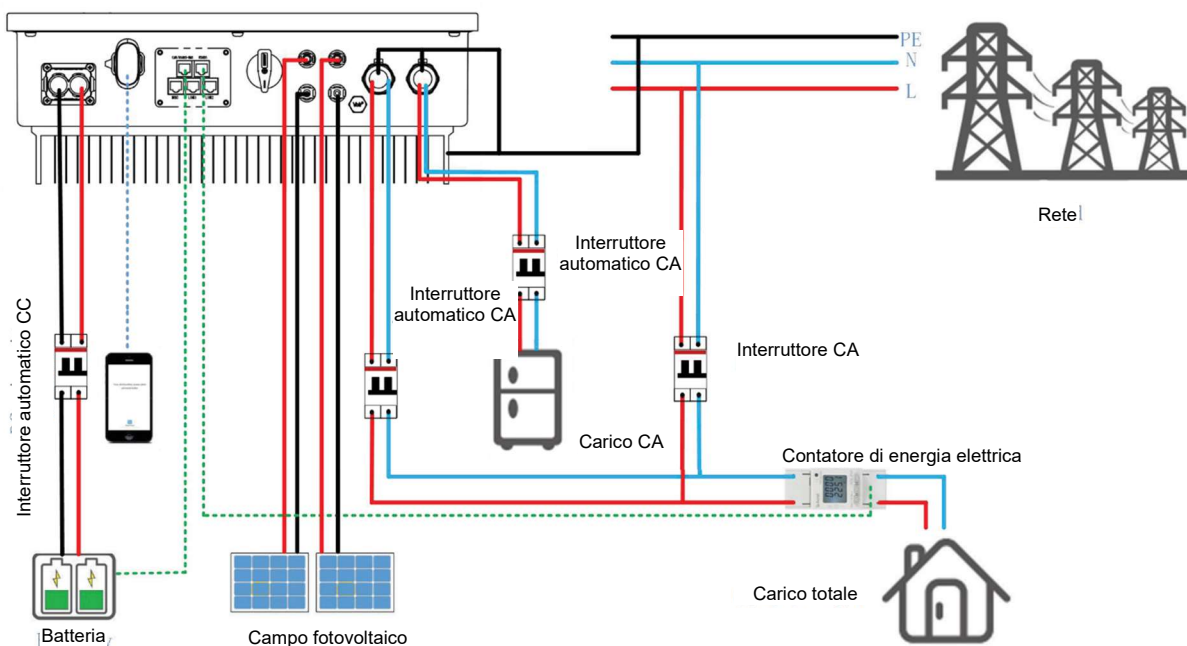 PE
N
L
Rete
Interruttore
automatico CA
Interruttore
automatico CA
Interruttore CA
Interruttore automatico CC
Carico CA
Contatore di energia elettrica
Carico totale
Batteria
Campo fotovoltaico